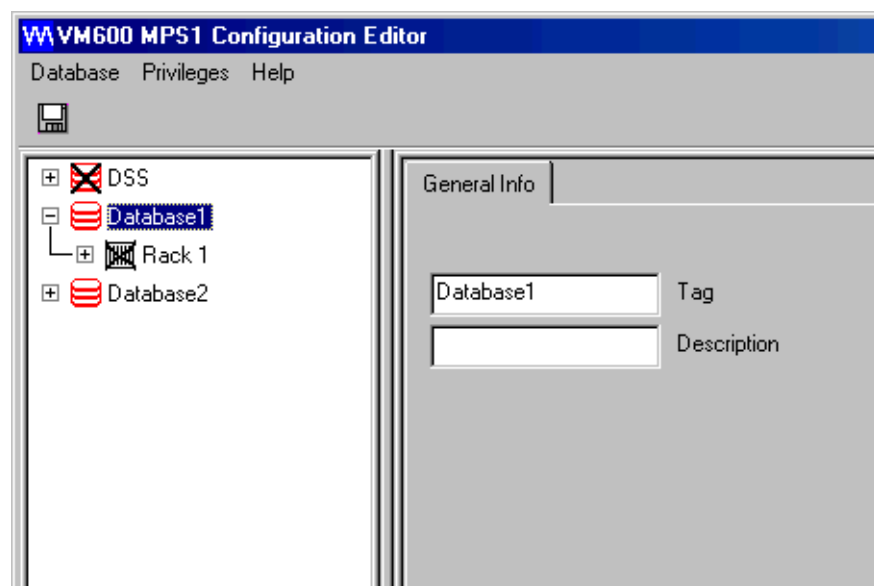 VM600 MPS1 Configuration Editor
Database Privileges Help
DSS
Database1
Rack 1
Database2
General Info
Database1 Tag
Description